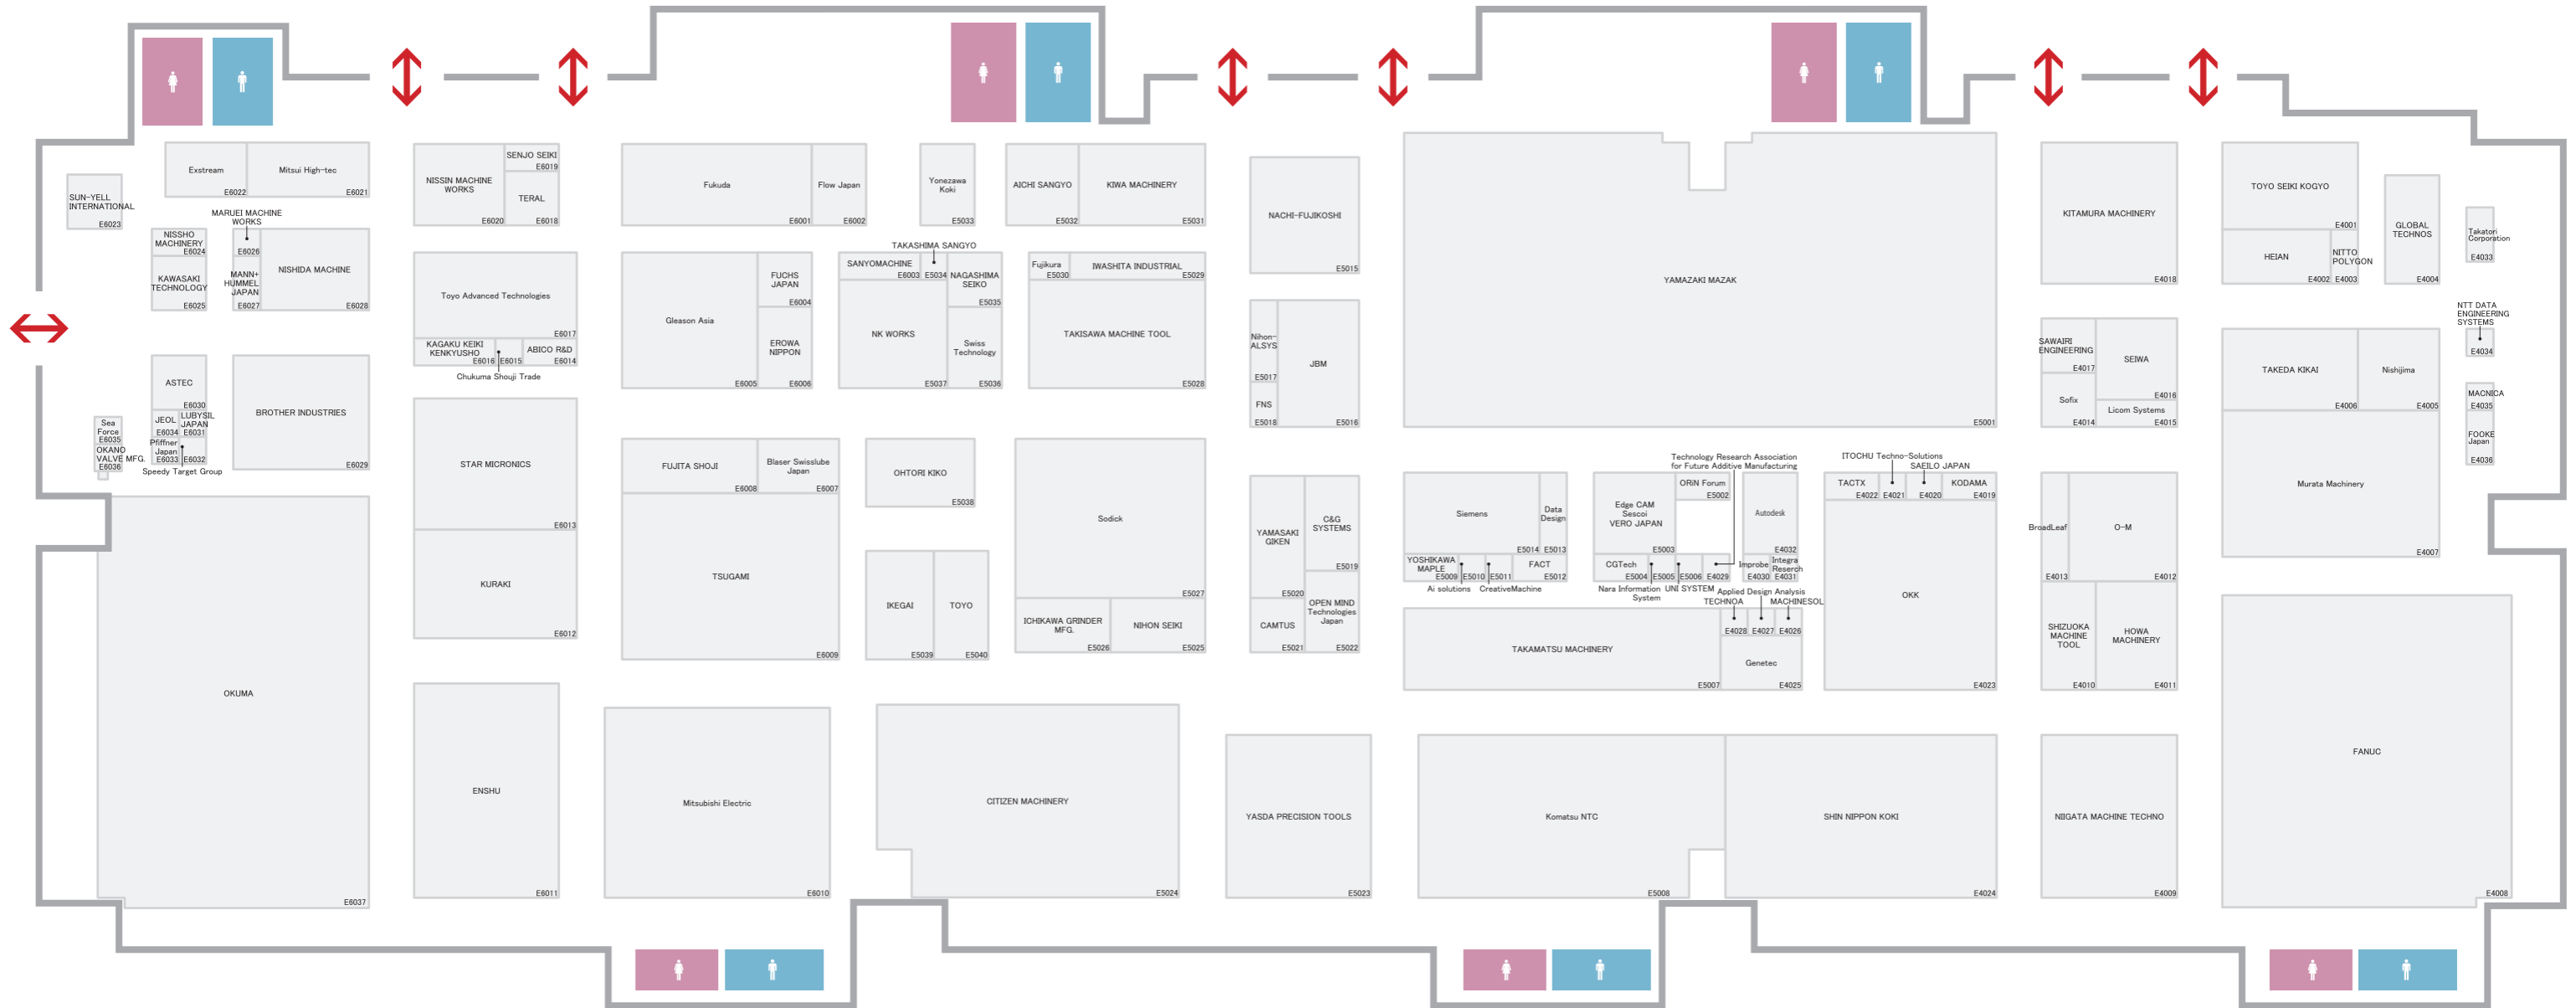 Exstream
E6022
Mitsui High-tec
E6021
SUN-YELL
INTERNATIONAL
E6023
MARUEI MACHINE
WORKS
E6026
NISSHO
MACHINERY
E6024
KAWASAKI
TECHNOLOGY
E6025
MANN+
HUMMEL
JAPAN
E6027
NISHIDA MACHINE
E6028
ASTEC
E6030
JEOL
E6034
LUBYSIL
JAPAN
E6031
Pfiffner
Japan
E6033
E6032
Speedy Target Group
Sea
Force
E6035
OKANO
VALVE MFG.
E6036
BROTHER INDUSTRIES
E6029
OKUMA
E6037
NISSIN MACHINE
WORKS
E6020
SENJO SEIKI
E6019
TERAL
E6018
Toyo Advanced Technologies
E6017
KAGAKU KEIKI
KENKYUSHO
E6016
E6015
ABICO R&D
E6014
Chukuma Shouji Trade
STAR MICRONICS
E6013
KURAKI
E6012
ENSHU
E6011
Fukuda
E6001
Flow Japan
E6002
Gleason Asia
E6005
FUCHS
JAPAN
E6004
EROWA
NIPPON
E6006
FUJITA SHOJI
E6008
Blaser Swisslube
Japan
E6007
TSUGAMI
E6009
Mitsubishi Electric
E6010
Yonezawa
Koki
E5033
AICHI SANGYO
E5032
KIWA MACHINERY
E5031
TAKASHIMA SANGYO
SANYOMACHINE
E6003
E5034
NAGASHIMA
SEIKO
E5035
NK WORKS
E5037
Swiss
Technology
E5036
Fujikura
E5030
IWASHITA INDUSTRIAL
E5029
TAKISAWA MACHINE TOOL
E5028
OHTORI KIKO
E5038
IKEGAI
E5039
TOYO
E5040
Sodick
E5027
ICHIKAWA GRINDER
MFG.
E5026
NIHON SEIKI
E5025
CITIZEN MACHINERY
E5024
NACHI-FUJIKOSHI
E5015
Nihon-
ALSYS
E5017
FNS
E5018
JBM
E5016
YAMASAKI
GIKEN
E5020
C&G
SYSTEMS
E5019
CAMTUS
E5021
OPEN MIND
Technologies
Japan
E5022
YASDA PRECISION TOOLS
E5023
YAMAZAKI MAZAK
E5001
Siemens
E5014
Data
Design
E5013
YOSHIKAWA
MAPLE
E5009
E5010
E5011
FACT
E5012
Ai solutions
CreativeMachine
Technology Research Association
for Future Additive Manufacturing
Edge CAM
Sescoi
VERO JAPAN
E5003
ORiN Forum
E5002
CGTech
E5004
E5005
E5006
E4029
Nara Information
System
UNI SYSTEM
Autodesk
E4032
Improbe
E4030
Integra
Reserch
E4031
Applied Design Analysis
TECHNOA
MACHINESOL
E4028
E4027
E4026
TAKAMATSU MACHINERY
E5007
Genetec
E4025
Komatsu NTC
E5008
SHIN NIPPON KOKI
E4024
ITOCHU Techno-Solutions
SAEILO JAPAN
TACTX
E4022
E4021
E4020
KODAMA
E4019
OKK
E4023
KITAMURA MACHINERY
E4018
SAWAIRI
ENGINEERING
E4017
SEIWA
E4016
Sofix
E4014
Licom Systems
E4015
BroadLeaf
E4013
O-M
E4012
SHIZUOKA
MACHINE
TOOL
E4010
HOWA
MACHINERY
E4011
NIIGATA MACHINE TECHNO
E4009
TOYO SEIKI KOGYO
E4001
HEIAN
E4002
NITTO
POLYGON
E4003
GLOBAL
TECHNOS
E4004
Takatori
Corporation
E4033
NTT DATA
ENGINEERING
SYSTEMS
E4034
MACNICA
E4035
FOOKE
Japan
E4036
TAKEDA KIKAI
E4006
Nishijima
E4005
Murata Machinery
E4007
FANUC
E4008